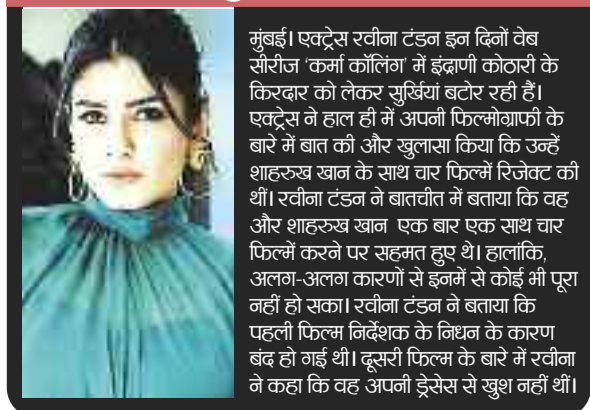 मुंबई। एक्ट्रेस रवीना टंडन इन दिनों वेब
सीरीज 'कर्मा कॉलिंग' में इंद्राणी कोठारी के
किरदार को लेकर सुर्खियां बटोर रही हैं।
एक्ट्रेस ने हाल ही में अपनी फिल्मोग्राफी के
बारे में बात की और खुलासा किया कि उन्हें
शाहरुख खान के साथ चार फिल्में रिजेक्ट की
थीं। रवीना टंडन ने बातचीत में बताया कि वह
और शाहरुख खान एक बार एक साथ चार
फिल्में करने पर सहमत हुए थे। हालांकि,
अलग-अलग कारणों से इनमें से कोई भी पूरा
नहीं हो सका। रवीना टंडन ने बताया कि
पहली फिल्म निर्देशक के निधन के कारण
बंद हो गई थी। दूसरी फिल्म के बारे में रवीना
ने कहा कि वह अपनी ड्रेसेस से खुश नहीं थीं।